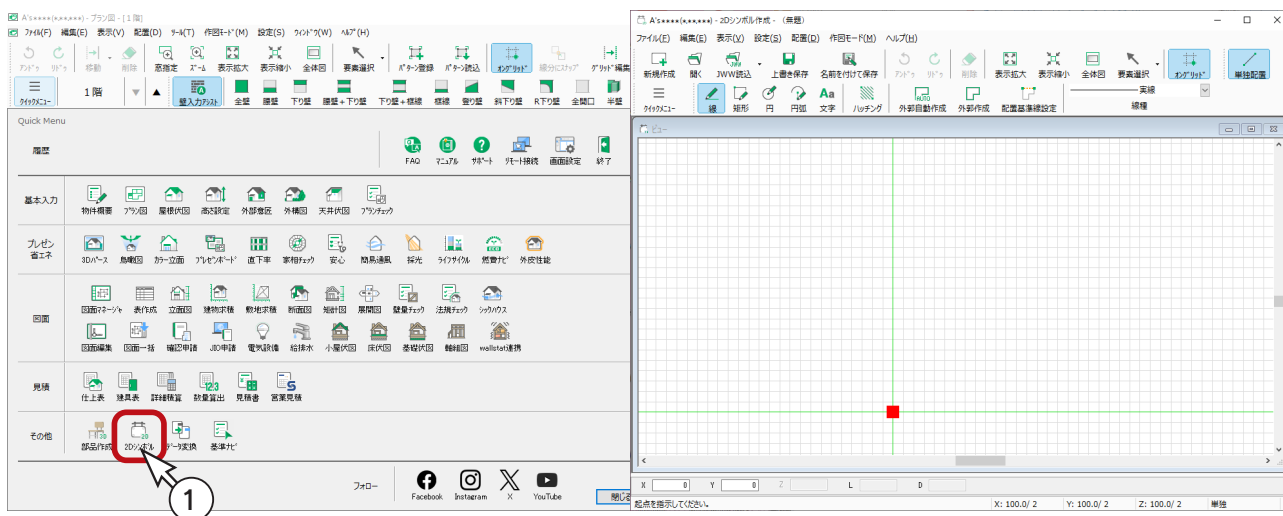 A's****(*,**,***) - プラン図 - [1 階]
ファイル(F) 編集(E) 表示(V) 配置(D) ツール(T) 作図モード(M) 設定(S) ウィンドウ(W) ヘルプ(H)
アンドゥ リドゥ 移動 削除 窓指定 ズーム 表示拡大 表示縮小 全体図 要素選択 パターン登録 パターン読込 オングリッド 線分にスナップ グリッド編集
クイックメニュー 1 階 壁入力アシスト 全壁 腰壁 下り壁 腰壁+下り壁 下り壁+框線 框線 登り壁 斜下り壁 R下り壁 全開口 半壁
Quick Menu
履歴
FAQ マニュアル サポート リモート接続 画面設定 終了
基本入力
物件概要 プラン図 屋根伏図 高さ設定 外部意匠 外構図 天井伏図 プランチェック
プレゼン
省エネ
3Dパース 鳥瞰図 カラー立面 プレゼンボード 直下率 家相チェック 安心 簡易通風 採光 ライフサイクル 燃費ナビ 外皮性能
図面
図面マネージャ 表作成 立面図 建物求積 敷地求積 断面図 矩計図 展開図 壁量チェック 法規チェック シックハウス
図面編集 図面一括 確認申請 JIO申請 電気設備 給排水 小屋伏図 床伏図 基礎伏図 軸組図 wallstat連携
見積
仕上表 建具表 詳細積算 数量算出 見積書 営業見積
その他
部品作成 2Dシンボル データ変換 基準ナビ
1
フォロー Facebook Instagram X YouTube
A's****(*,**,***) - 2Dシンボル作成 - (無題)
ファイル(F) 編集(E) 表示(V) 設定(S) 配置(D) 作図モード(M) ヘルプ(H)
新規作成 開く JWW読込 上書き保存 名前を付けて保存 アンドゥ リドゥ 削除 表示拡大 表示縮小 全体図 要素選択 オングリッド 単独配置
クイックメニュー 線 矩形 円 円弧 文字 ハッチング 外郭自動作成 外郭作成 配置基準線設定 実線
線種
ビュー
X 0 Y 0 Z L D
起点を指示してください。 X: 100.0/ 2 Y: 100.0/ 2 Z: 100.0/ 2 単独